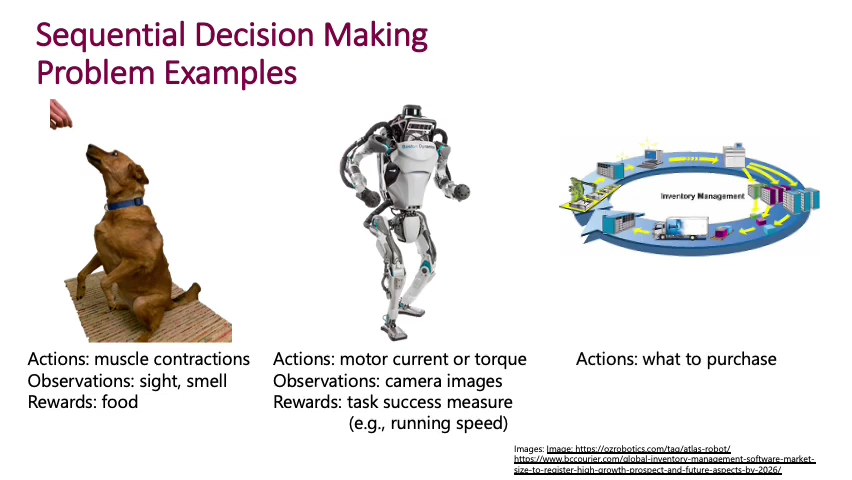 Sequential Decision Making
Problem Examples
Boston Dynamics
Inventory Management
Actions: muscle contractions
Observations: sight, smell
Rewards: food
Actions: motor current or torque
Observations: camera images
Rewards: task success measure
(e.g., running speed)
Actions: what to purchase
Images: Image: https://ozrobotics.com/tag/atlas-robot/
https://www.bccourier.com/global-inventory-management-software-market-
size-to-register-high-growth-prospect-and-future-aspects-by-2026/